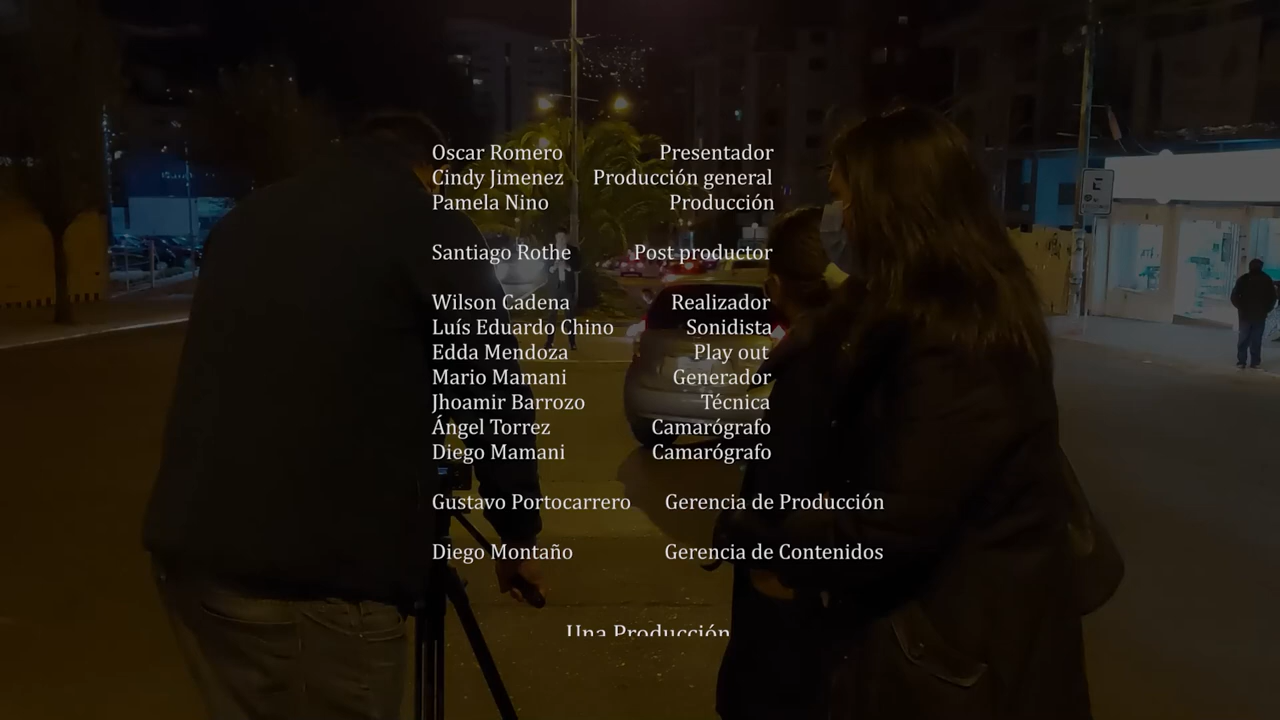 Oscar Romero Presentador
Cindy Jimenez Producción general
Pamela Nino Producción
Santiago Rothe Post productor
Wilson Cadena Realizador
Luís Eduardo Chino Sonidista
Edda Mendoza Play out
Mario Mamani Generador
Jhoamir Barrozo Técnica
Ángel Torrez Camarógrafo
Diego Mamani Camarógrafo
Gustavo Portocarrero Gerencia de Producción
Diego Montaño Gerencia de Contenidos
Una Producción
E